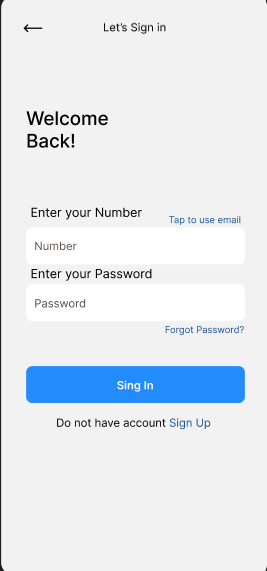 Let's Sign in
Welcome
Back!
Enter your Number
Tap to use email
Number
Enter your Password
Password
Forgot Password?
Sing In
Do not have account Sign Up